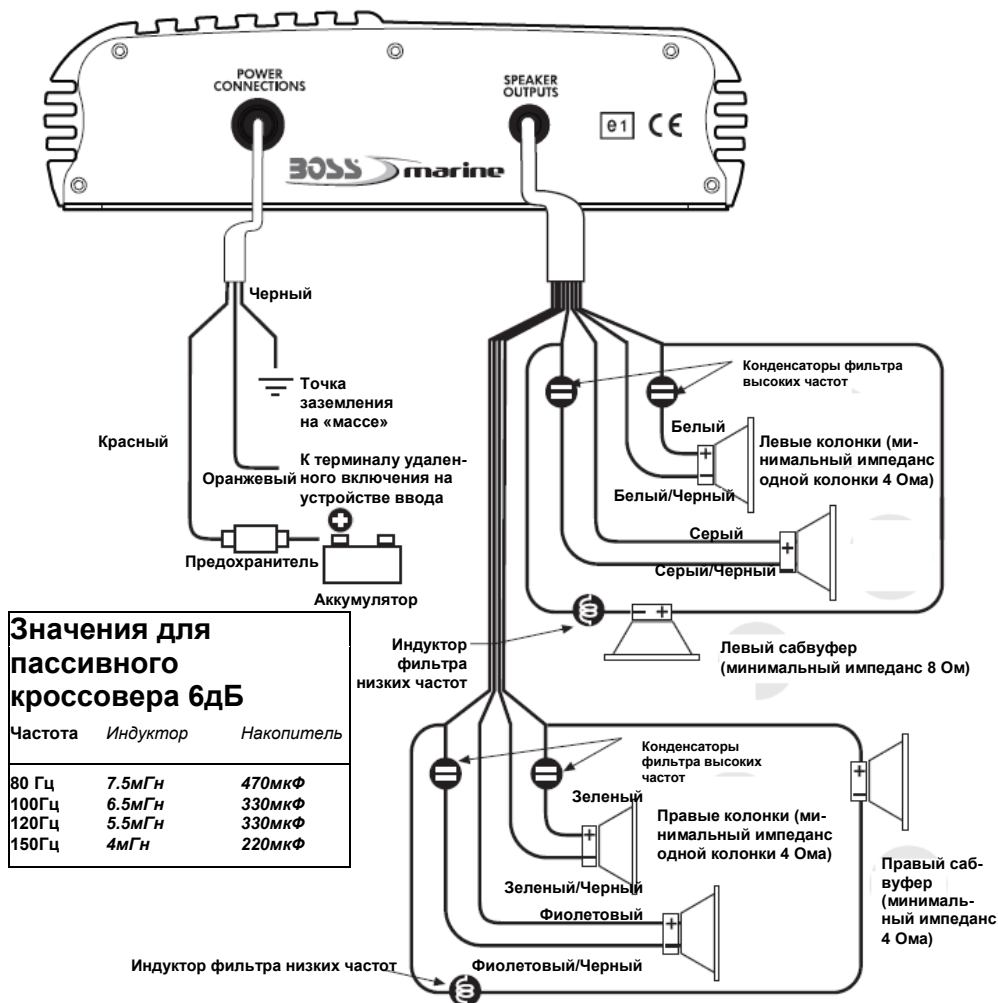 POWER
CONNECTIONS
SPEAKER
OUTPUTS
e1 CE
BOSS marine
Черный
Точка
заземления
на «массе»
Красный
К терминалу удален-
Оранжевый ного включения на
устройстве ввода
Предохранитель
Аккумулятор
Конденсаторы фильтра
высоких частот
Белый
Левые колонки (ми-
нимальный импеданс
одной колонки 4 Ома)
Белый/Черный
Серый
Серый/Черный
Индуктор
фильтра
низких частот
Левый сабвуфер
(минимальный импеданс 8 Ом)
Значения для
пассивного
кроссовера 6дБ
Частота Индуктор Накопитель
80 Гц 7.5мГн 470мкФ
100Гц 6.5мГн 330мкФ
120Гц 5.5мГн 330мкФ
150Гц 4мГн 220мкФ
Конденсаторы
фильтра высоких
частот
Зеленый
Правые колонки (ми-
нимальный импеданс
одной колонки 4 Ома)
Зеленый/Черный
Фиолетовый
Фиолетовый/Черный
Правый саб-
вуфер
(минималь-
ный импеданс
4 Ома)
Индуктор фильтра низких частот